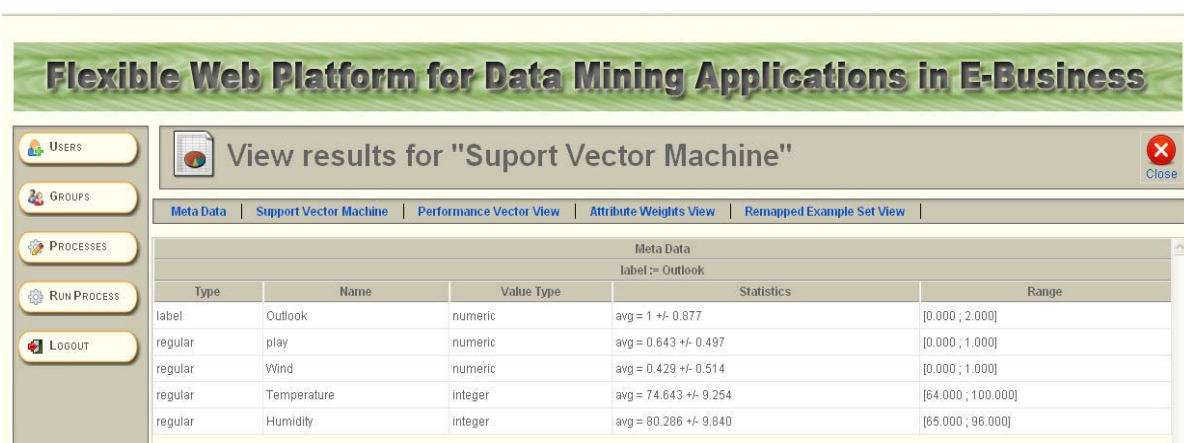 Flexible Web Platform for Data Mining Applications in E-Business
USERS
GROUPS
PROCESSES
RUN PROCESS
LOGOUT
View results for "Suport Vector Machine"
Close
Meta Data | Support Vector Machine | Performance Vector View | Attribute Weights View | Remapped Example Set View |
Meta Data
label := Outlook
Type Name Value Type Statistics Range
label Outlook numeric avg = 1 +/- 0.877 [0.000 ; 2.000]
regular play numeric avg = 0.643 +/- 0.497 [0.000 ; 1.000]
regular Wind numeric avg = 0.429 +/- 0.514 [0.000 ; 1.000]
regular Temperature integer avg = 74.643 +/- 9.254 [64.000 ; 100.000]
regular Humidity integer avg = 80.286 +/- 9.840 [65.000 ; 96.000]